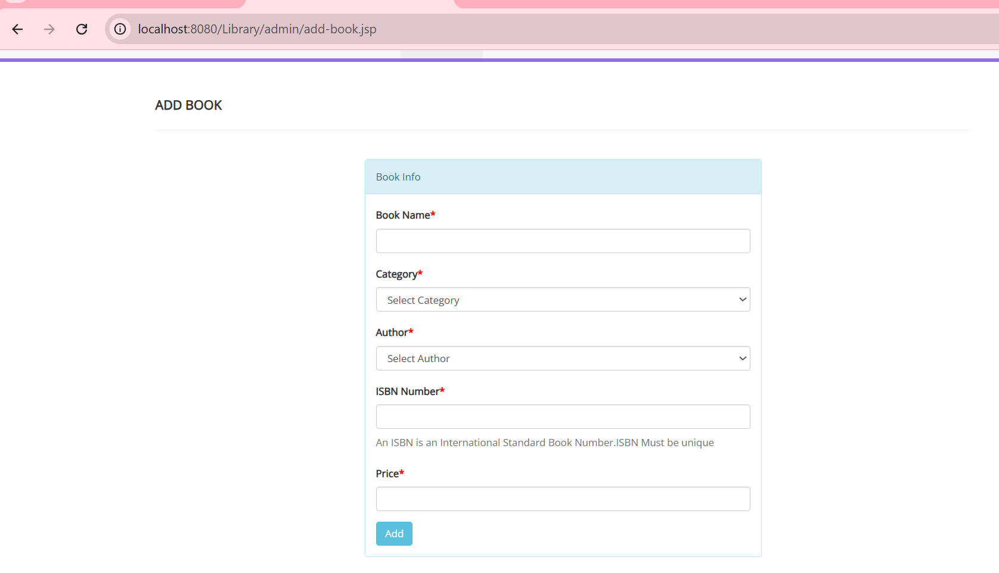 localhost:8080/Library/admin/add-book.jsp
ADD BOOK
Book Info
Book Name*
Category*
Select Category
Author*
Select Author
ISBN Number*
An ISBN is an International Standard Book Number.ISBN Must be unique
Price*
Add